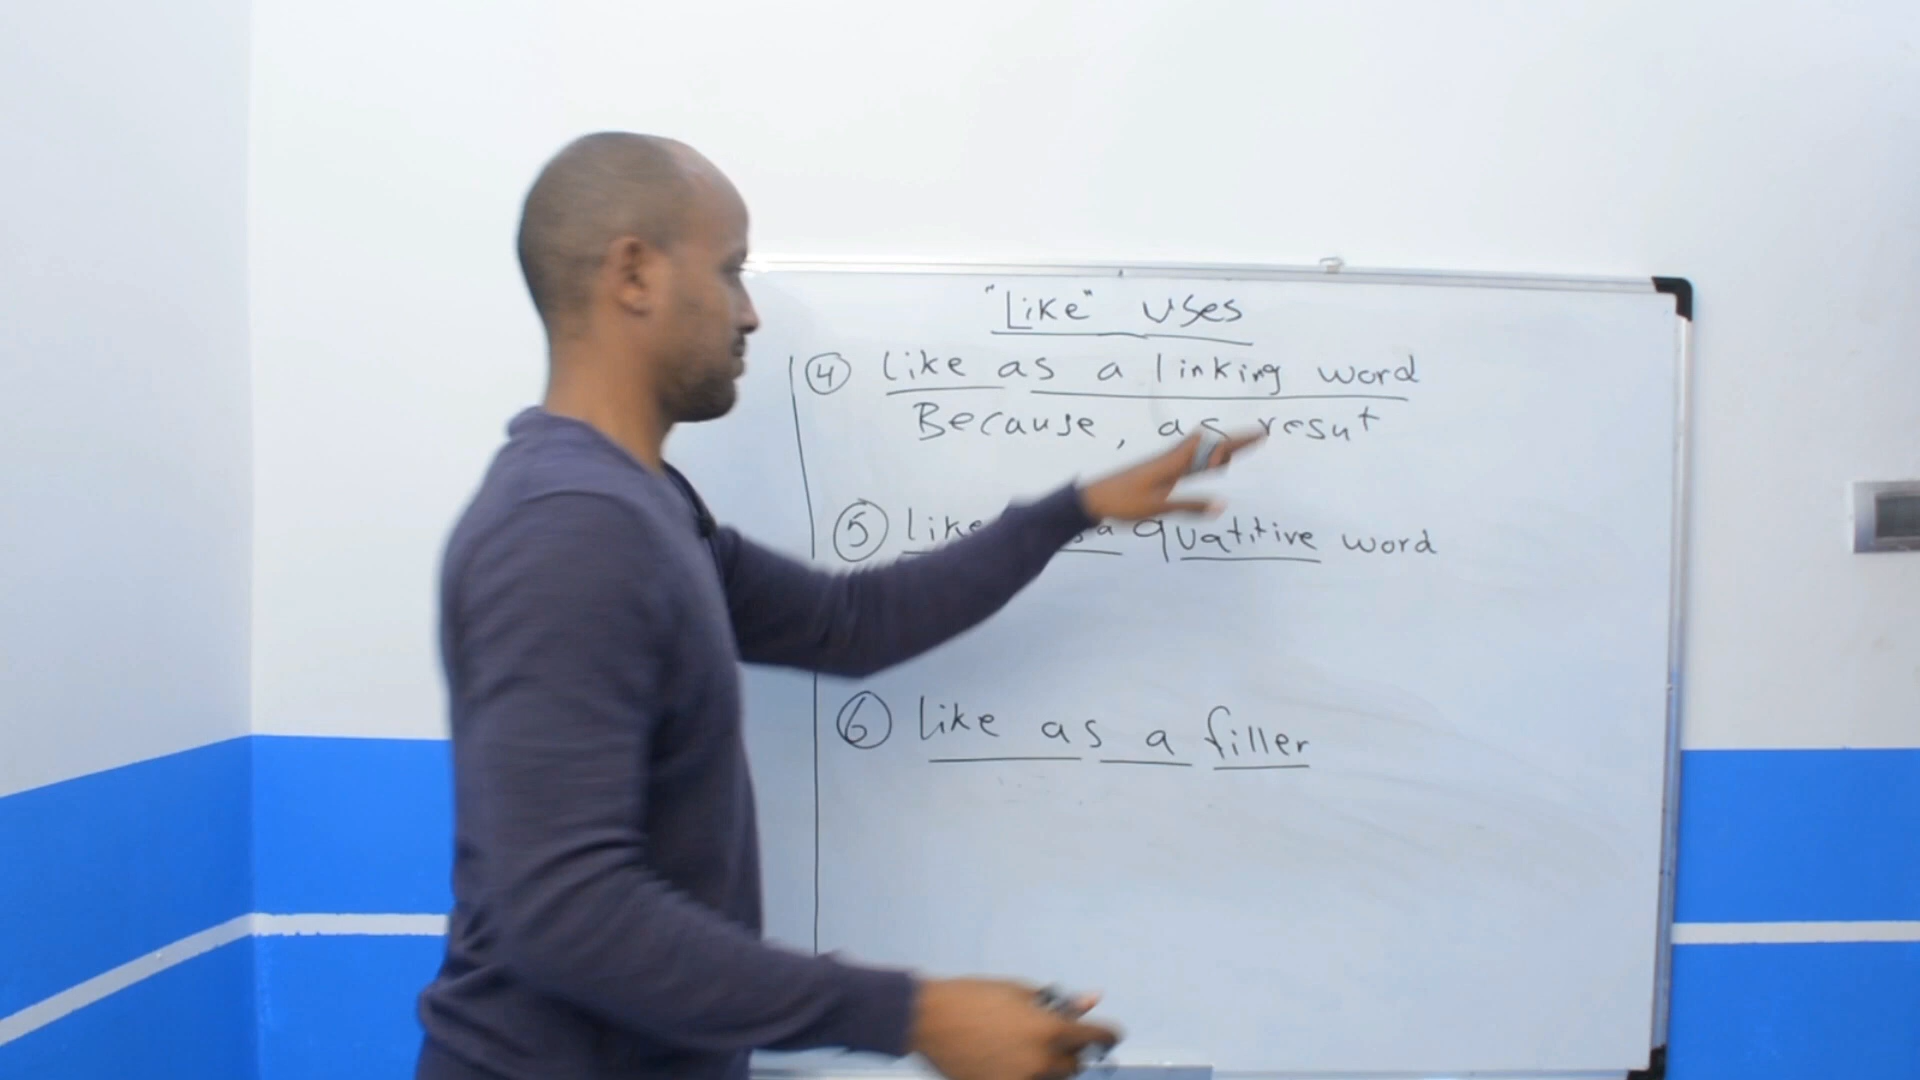 "Like" uses
④ like as a linking word
Because, as resut
⑤ like a quatitive word
⑥ like as a filler